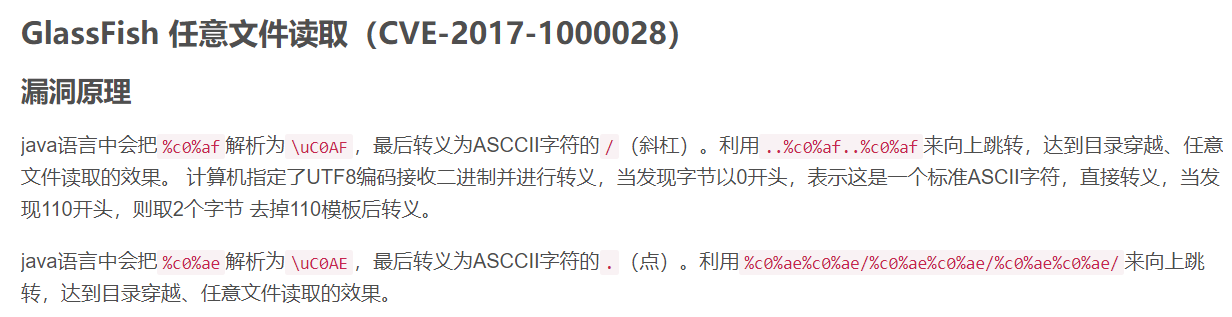 GlassFish 任意文件读取（CVE-2017-1000028）
漏洞原理
java语言中会把%c0%af解析为\uC0AF，最后转义为ASCCII字符的/（斜杠）。利用..%c0%af..%c0%af来向上跳转，达到目录穿越、任意
文件读取的效果。 计算机指定了UTF8编码接收二进制并进行转义，当发现字节以0开头，表示这是一个标准ASCII字符，直接转义，当发
现110开头，则取2个字节 去掉110模板后转义。
java语言中会把%c0%ae解析为\uC0AE，最后转义为ASCCII字符的.（点）。利用%c0%ae%c0%ae/%c0%ae%c0%ae/%c0%ae%c0%ae/来向上跳
转，达到目录穿越、任意文件读取的效果。